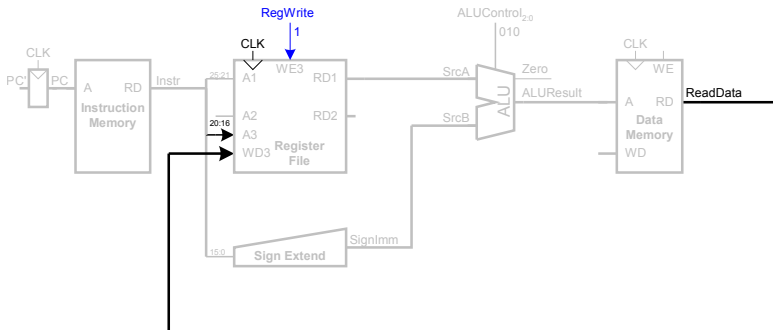 RegWrite
1
ALUControl2:0
010
CLK
CLK
CLK
PC'
PC
A
RD
Instruction
Memory
Instr
25:21
A1
WE3
RD1
A2
RD2
20:16
A3
WD3
Register
File
SrcA
SrcB
ALU
Zero
ALUResult
WE
A
RD
Data
Memory
WD
ReadData
15:0
Sign Extend
SignImm